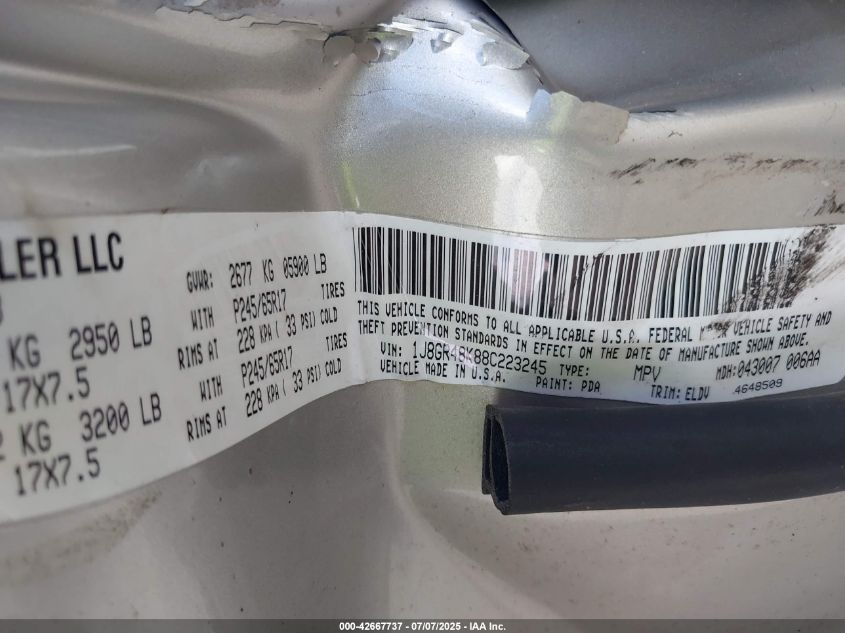 LER LLC
KG 2950 LB
17X7.5
KG 3200 LB
17X7.5
GVWR: 2677 KG 05900 LB
WITH P245/65R17 TIRES
RIMS AT 228 KPA ( 33 PSI) COLD
WITH P245/65R17 TIRES
RIMS AT 228 KPA ( 33 PSI) COLD
THIS VEHICLE CONFORMS TO ALL APPLICABLE U.S.A. FEDERAL MOTOR VEHICLE SAFETY AND
THEFT PREVENTION STANDARDS IN EFFECT ON THE DATE OF MANUFACTURE SHOWN ABOVE.
VIN: 1J8GR48K88C223245 TYPE: MPV MDH:043007 006AA
VEHICLE MADE IN U.S.A. PAINT: PDA TRIM: ELDV 4648509
000-42667737 - 07/07/2025 - IAA Inc.